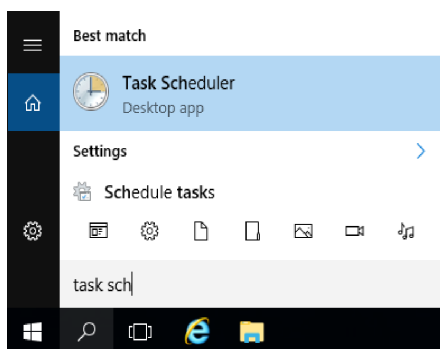 Best match
Task Scheduler
Desktop app
Settings
Schedule tasks
task sch